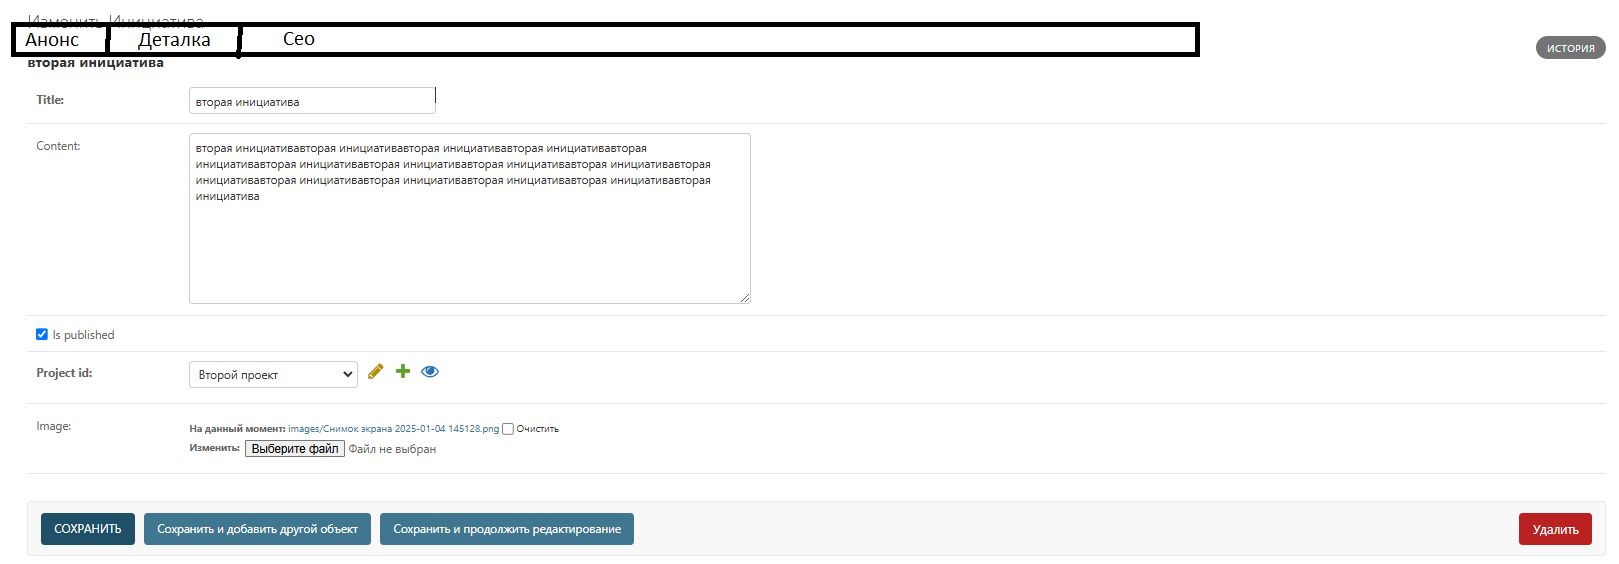 Изменить Инициатива
Анонс Деталка Сео
ИСТОРИЯ
вторая инициатива
Title: вторая инициатива
Content: вторая инициативавторая инициативавторая инициативавторая инициативавторая
инициативавторая инициативавторая инициативавторая инициативавторая инициативавторая
инициативавторая инициативавторая инициативавторая инициативавторая инициативавторая
инициатива
Is published
Project id: Второй проект
Image: На данный момент: images/Снимок экрана 2025-01-04 145128.png Очистить
Изменить: Выберите файл Файл не выбран
СОХРАНИТЬ Сохранить и добавить другой объект Сохранить и продолжить редактирование Удалить